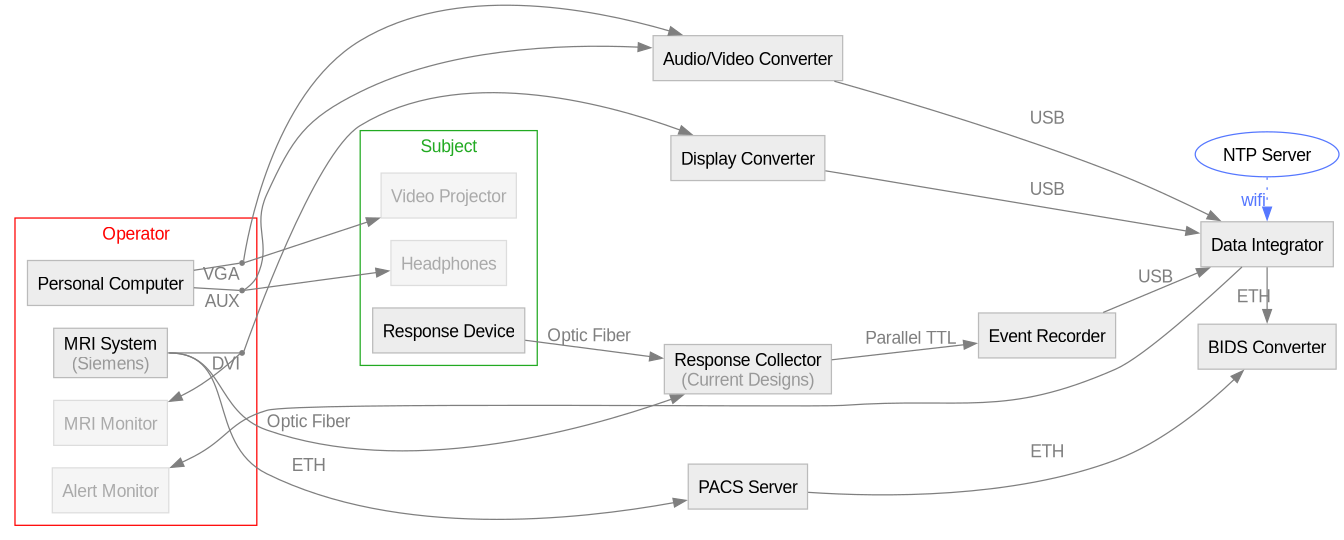 Audio/Video Converter
USB
Subject
Display Converter
NTP Server
USB
Video Projector
wifi
Operator
Data Integrator
Headphones
VGA
Personal Computer
USB
AUX
ETH
Response Device
Optic Fiber
Parallel TTL
Event Recorder
MRI System
(Siemens)
DVI
Response Collector
(Current Designs)
BIDS Converter
MRI Monitor
Optic Fiber
ETH
ETH
Alert Monitor
PACS Server